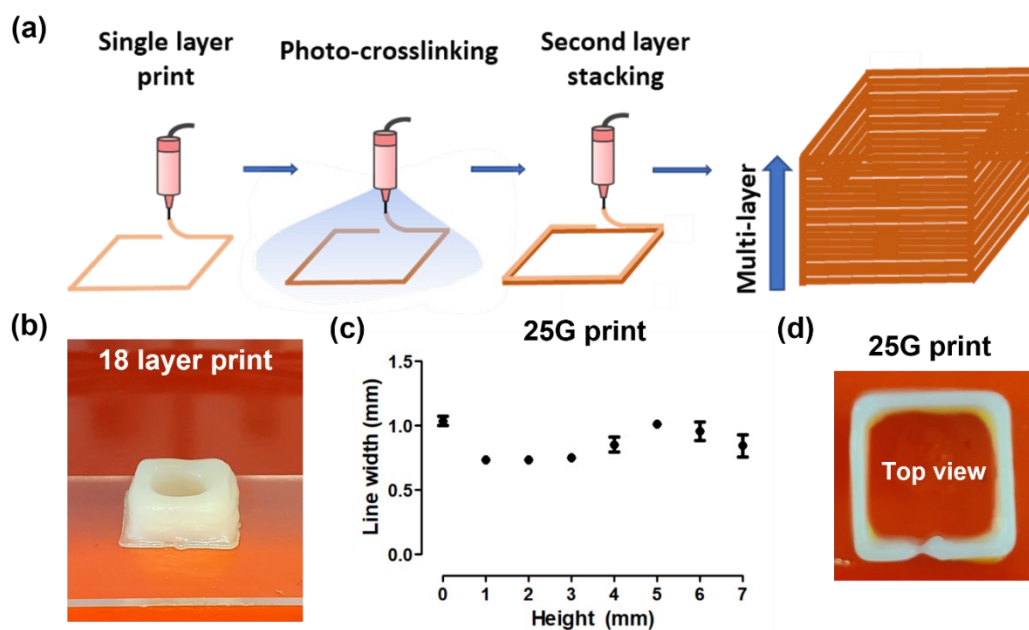 (a)
Single layer
print
Photo-crosslinking
Second layer
stacking
Multi-layer
(b)
18 layer print
(c)
25G print
Line width (mm)
1.5
1.0
0.5
0.0
0 1 2 3 4 5 6 7
Height (mm)
(d)
25G print
Top view